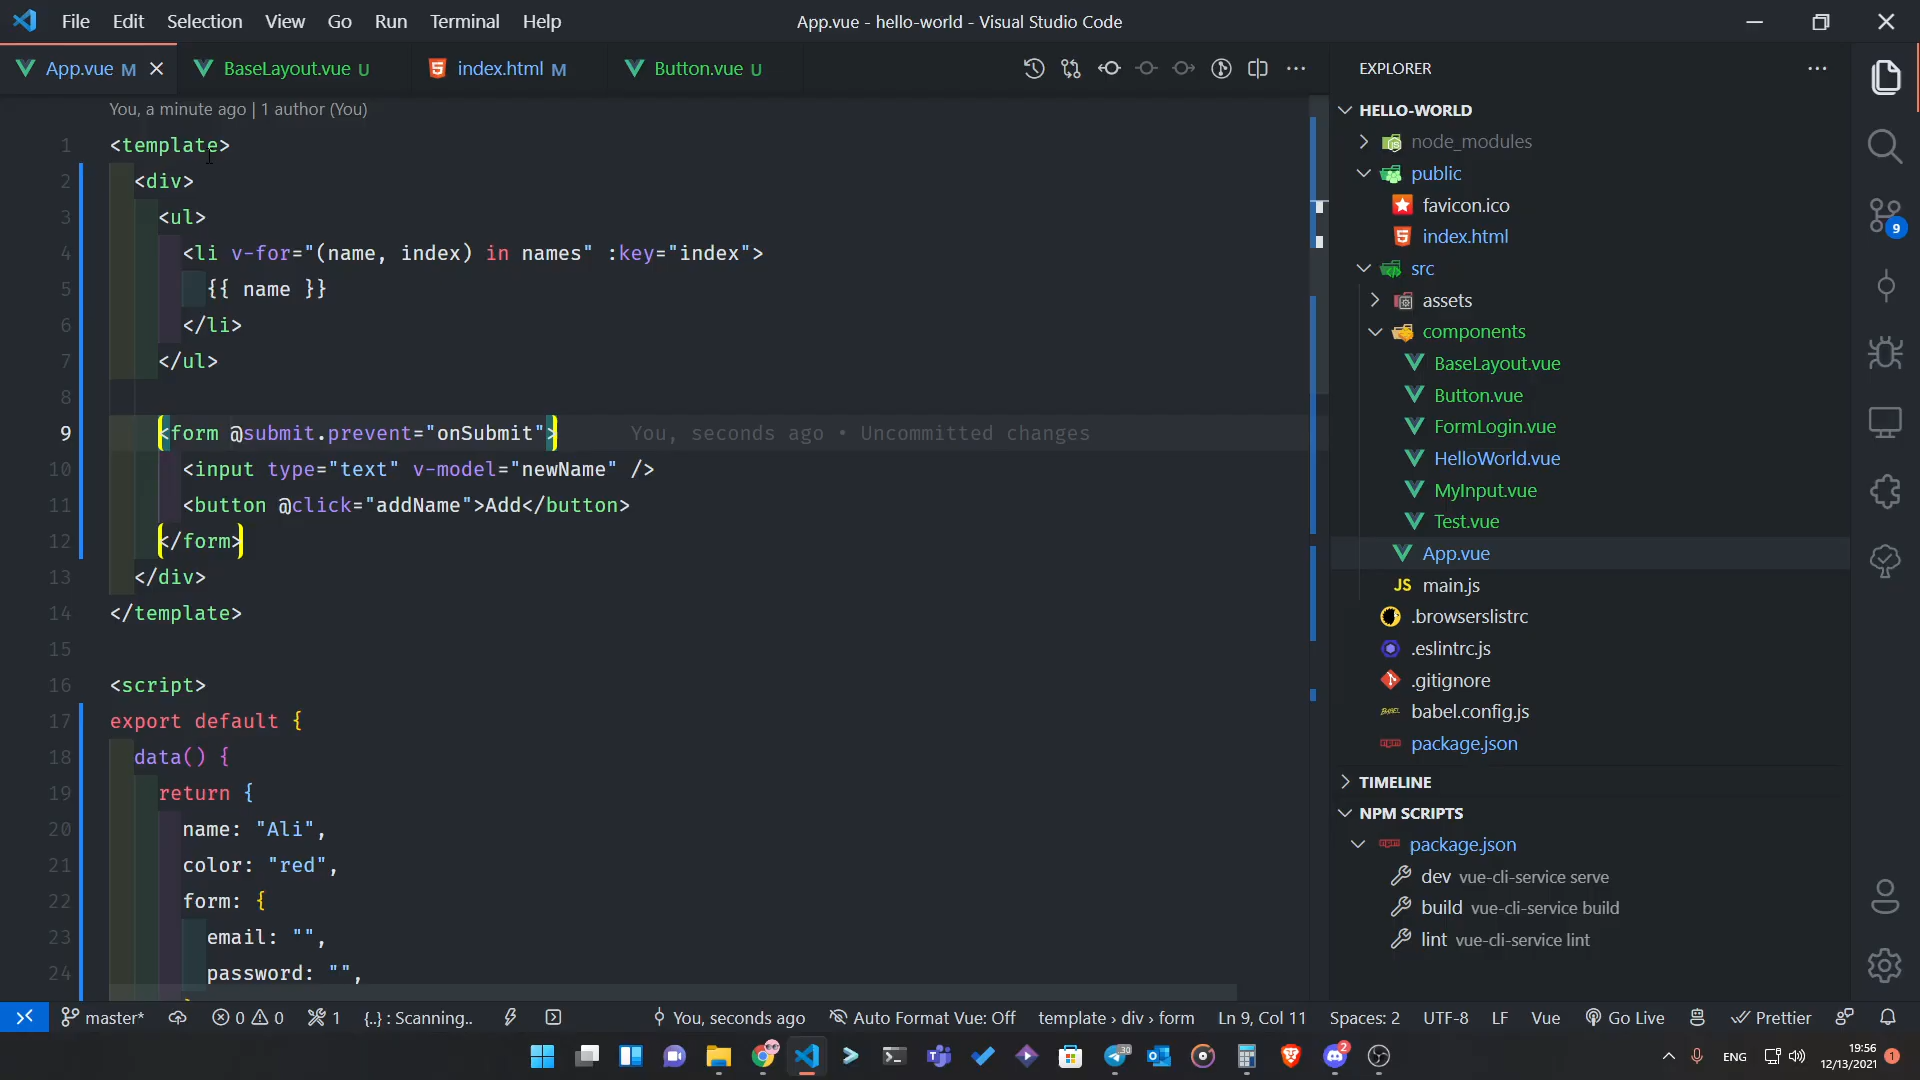 File Edit Selection View Go Run Terminal Help
App.vue - hello-world - Visual Studio Code
App.vue M
BaseLayout.vue U
index.html M
Button.vue U
You, a minute ago | 1 author (You)
1 <template>
2 <div>
3 <ul>
4 <li v-for="(name, index) in names" :key="index">
5 {{ name }}
6 </li>
7 </ul>
8
9 <form @submit.prevent="onSubmit"> You, seconds ago • Uncommitted changes
10 <input type="text" v-model="newName" />
11 <button @click="addName">Add</button>
12 </form>
13 </div>
14 </template>
15
16 <script>
17 export default {
18 data() {
19 return {
20 name: "Ali",
21 color: "red",
22 form: {
23 email: "",
24 password: "",
EXPLORER
HELLO-WORLD
node_modules
public
favicon.ico
index.html
src
assets
components
BaseLayout.vue
Button.vue
FormLogin.vue
HelloWorld.vue
MyInput.vue
Test.vue
App.vue
JS main.js
.browserslistrc
.eslintrc.js
.gitignore
babel.config.js
package.json
TIMELINE
NPM SCRIPTS
package.json
dev vue-cli-service serve
build vue-cli-service build
lint vue-cli-service lint
9
master* 0 0 1 {..} : Scanning.. You, seconds ago Auto Format Vue: Off template › div › form Ln 9, Col 11 Spaces: 2 UTF-8 LF Vue Go Live Prettier
30
2
ENG
19:56
12/13/2021
1